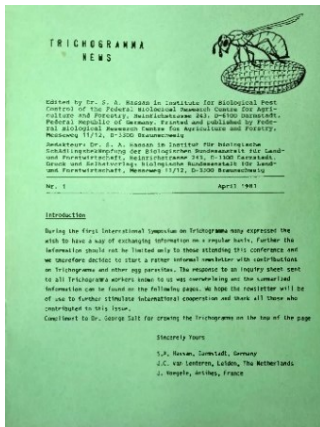 TRICHOGRAMMA
NEWS
Edited by Dr. S. A. Hassan in Institute for Biological Pest
Control of the Federal Biological Research Centre for Agri-
culture and Forestry, Heinrichstrasse 243, D-6100 Darmstadt,
Federal Republic of Germany. Printed and published by Fede-
ral Biological Research Centre for Agriculture and Forstry,
Messeweg 11/12, D-3300 Braunschweig
Redakteur: Dr. S. A. Hassan im Institut für biologische
Schädlingsbekämpfung der Biologischen Bundesanstalt für Land-
und Forstwirtschaft, Heinrichstrasse 243, D-6100 Darmstadt.
Druck und Selbstverlag: Biologische Bundesanstalt für Land-
und Forstwirtschaft, Messeweg 11/12, D-3300 Braunschweig
Nr. 1 April 1983
Introduction
During the first International Symposium on Trichogramma many expressed the
wish to have a way of exchanging information on a regular basis. Further the
information should not be limited only to those attending this conference and
we therefore decided to start a rather informal newsletter with contributions
on Trichogramma and other egg parasites. The response to an inquiry sheet sent
to all Trichogramma workers known to us was overwhelming and the summarized
information can be found on the following pages. We hope the newsletter will be
of use to further stimulate international cooperation and thank all those who
contributed to this issue.
Compliment to Dr. George Salt for drawing the Trichogramma on the top of the page
Sincerely Yours
S.A. Hassan, Darmstadt, Germany
J.C. van Lenteren, Leiden, The Netherlands
J. Voegele, Antibes, France